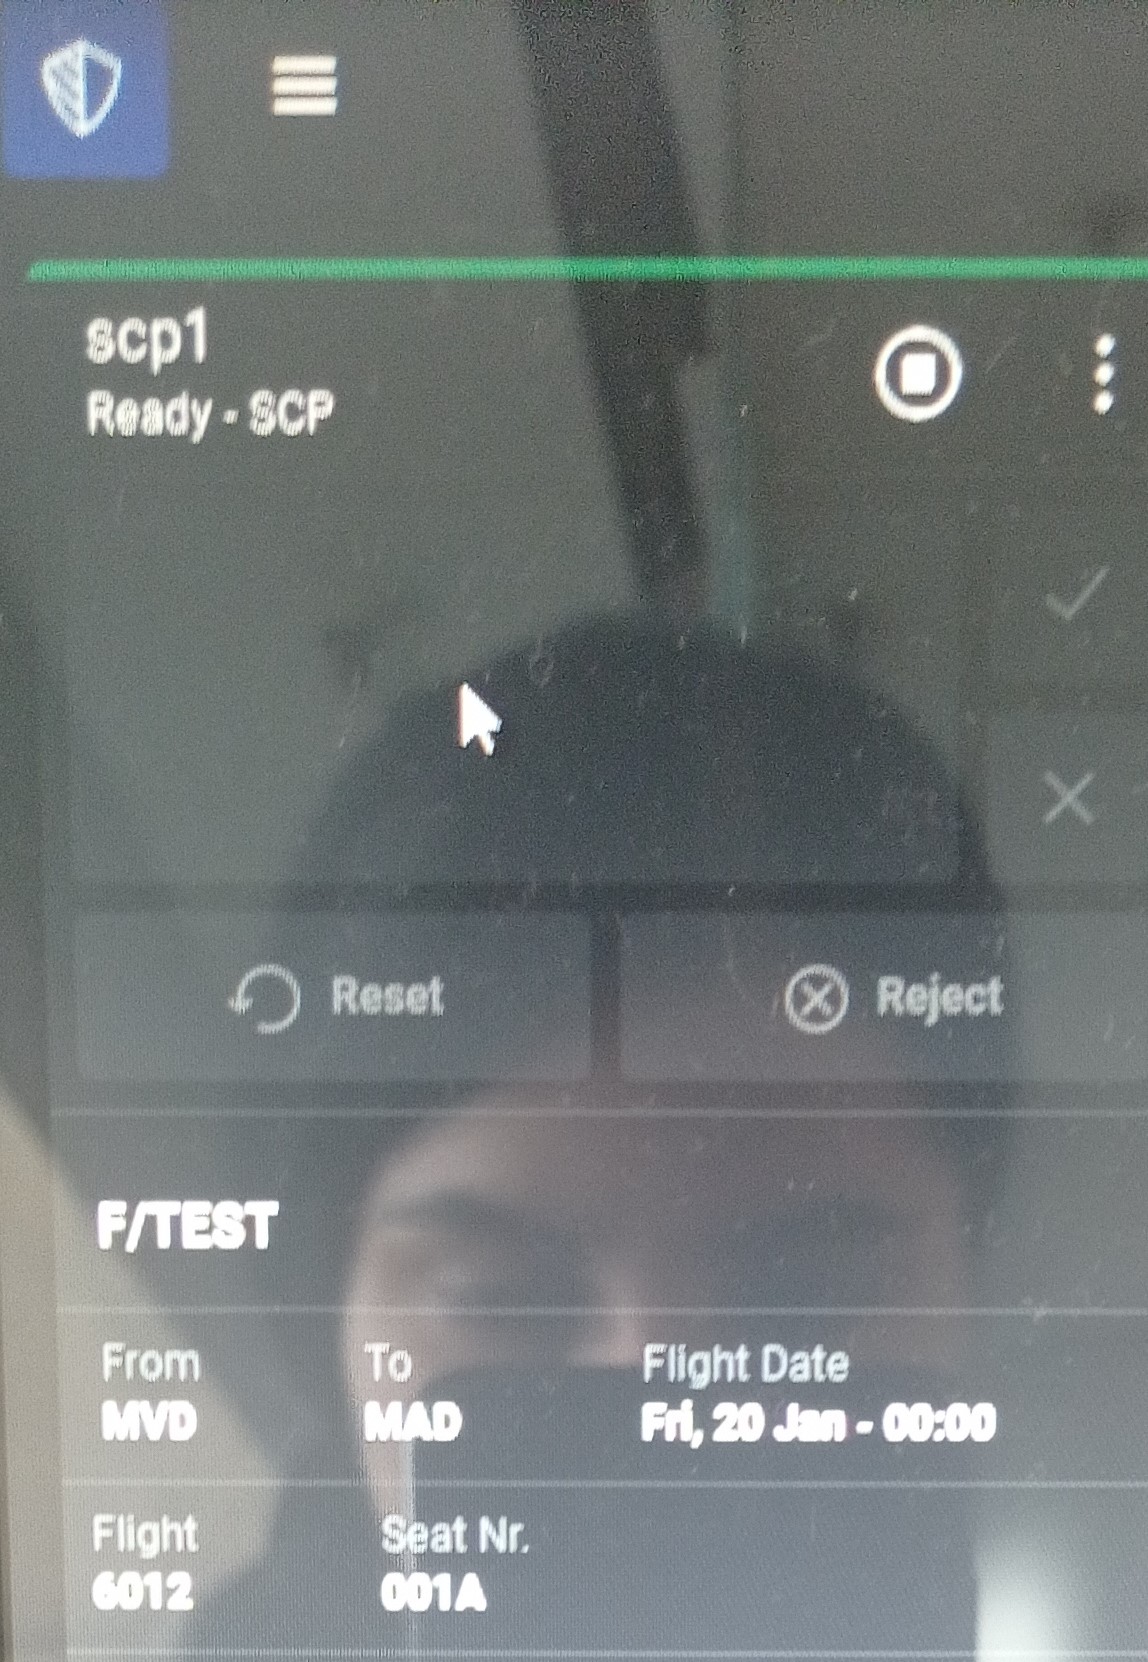 scp1
Ready - SCP
Reset
Reject
F/TEST
From To Flight Date
MVD MAD Fri, 20 Jan - 00:00
Flight Seat Nr.
6012 001A